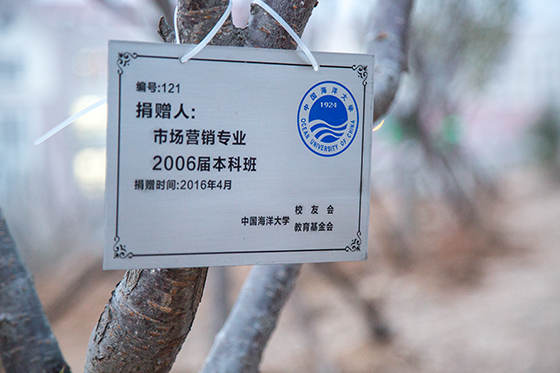 编号:121
捐赠人:
市场营销专业
2006届本科班
捐赠时间:2016年4月
中国海洋大学 校友会
教育基金会
中国海洋大学
1924
OCEAN UNIVERSITY OF CHINA